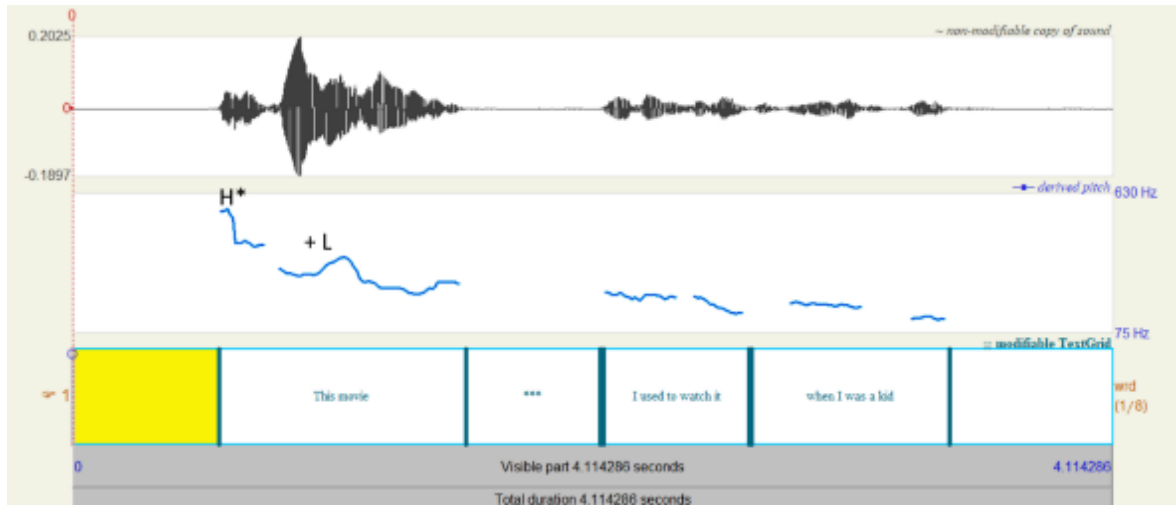 0
0.2025
~ non-modifiable copy of sound
0
-0.1897
H*
derived pitch
630 Hz
+ L
75 Hz
:: modifiable TextGrid
1
This movie
***
I used to watch it
when I was a kid
wrd
(1/8)
0
Visible part 4.114286 seconds
4.114286
Total duration 4.114286 seconds